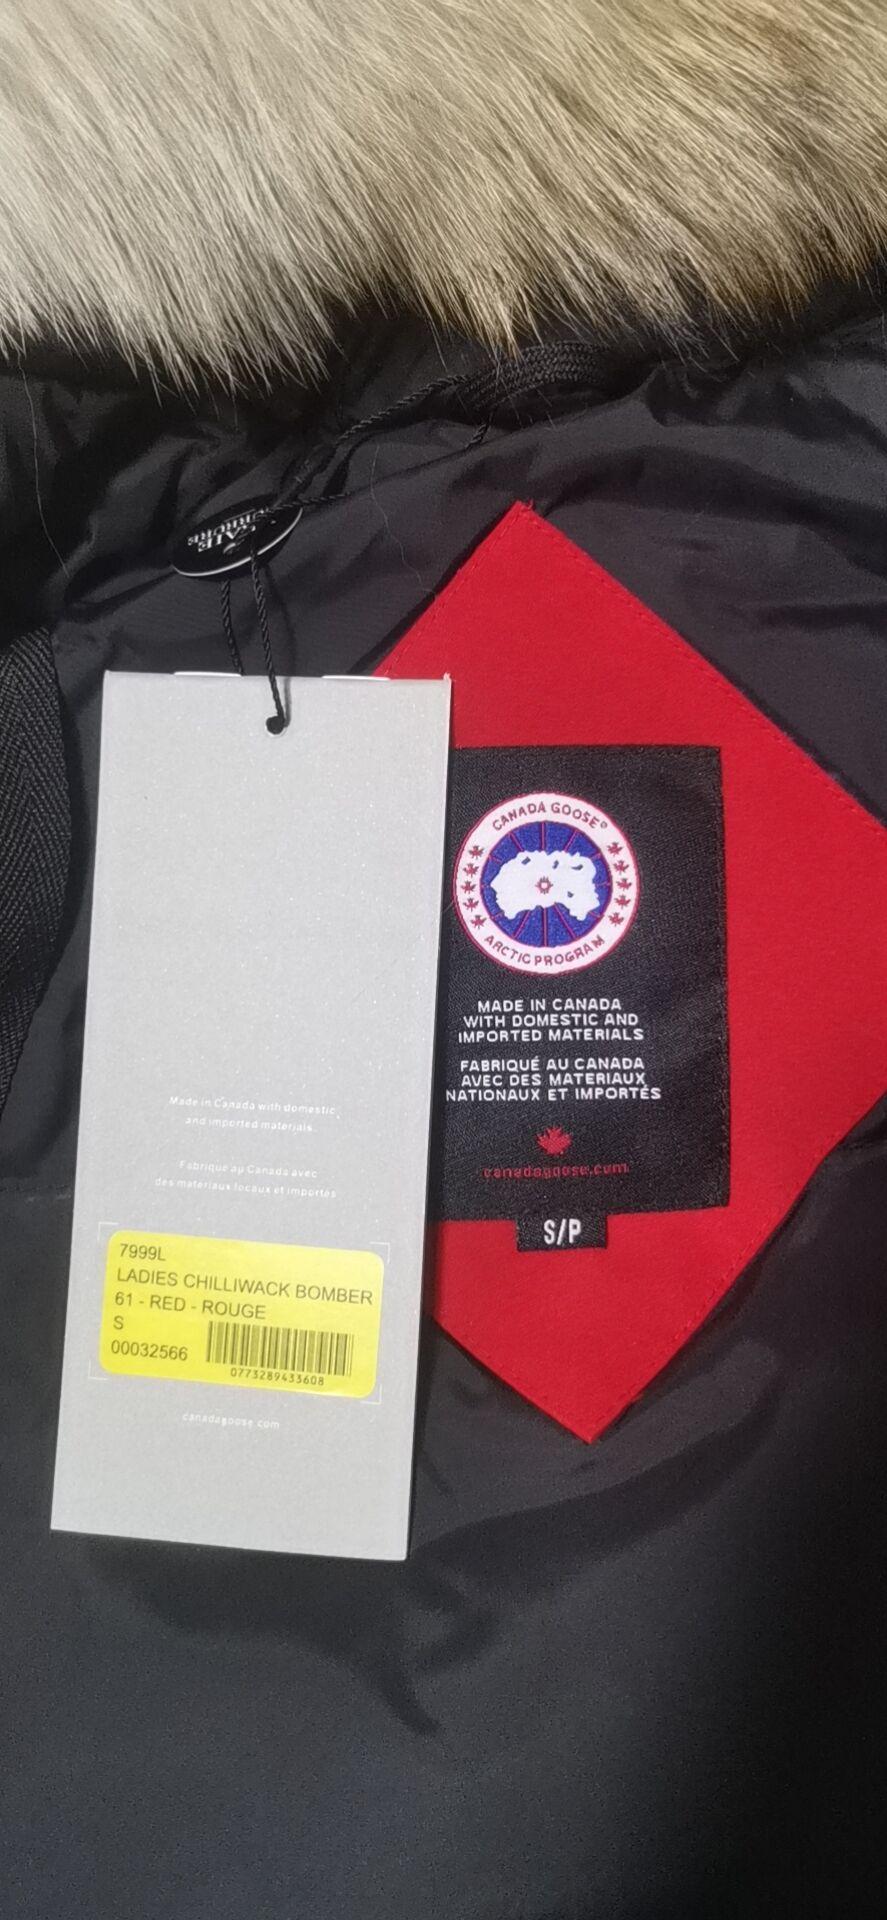 CANADA GOOSE®
ARCTIC PROGRAM
MADE IN CANADA
WITH DOMESTIC AND
IMPORTED MATERIALS
FABRIQUÉ AU CANADA
AVEC DES MATERIAUX
NATIONAUX ET IMPORTÉS
canadagoose.com
S/P
Made in Canada with domestic
and imported materials.
Fabriqué au Canada avec
des materiaux locaux et importés
7999L
LADIES CHILLIWACK BOMBER
61 - RED - ROUGE
S
00032566
0773289433608
canadagoose.com